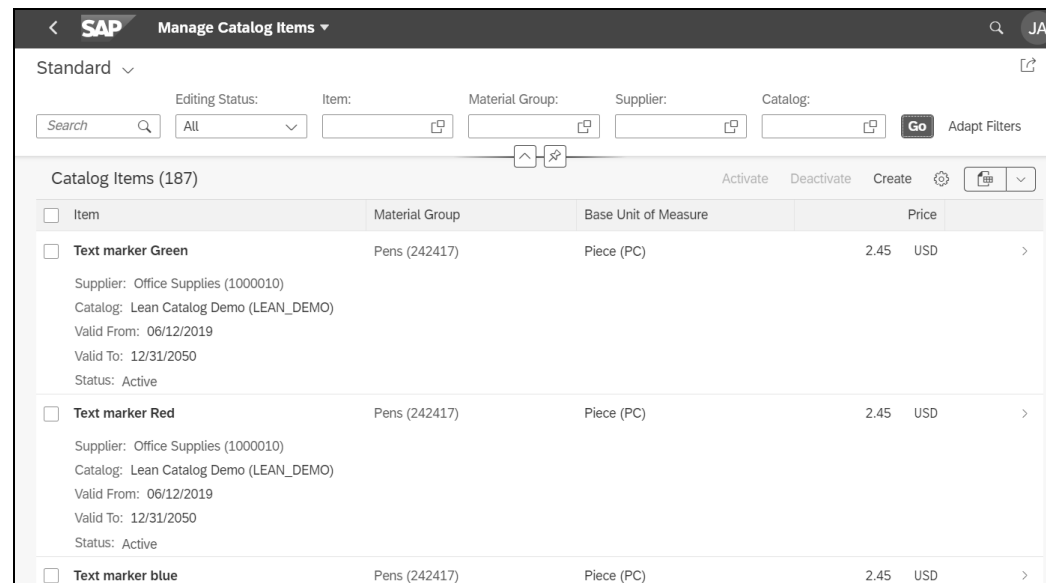 SAP Manage Catalog Items JA
Standard
Editing Status: Item: Material Group: Supplier: Catalog:
Search All Go Adapt Filters
Catalog Items (187) Activate Deactivate Create
Item Material Group Base Unit of Measure Price
Text marker Green Pens (242417) Piece (PC) 2.45 USD
Supplier: Office Supplies (1000010)
Catalog: Lean Catalog Demo (LEAN_DEMO)
Valid From: 06/12/2019
Valid To: 12/31/2050
Status: Active
Text marker Red Pens (242417) Piece (PC) 2.45 USD
Supplier: Office Supplies (1000010)
Catalog: Lean Catalog Demo (LEAN_DEMO)
Valid From: 06/12/2019
Valid To: 12/31/2050
Status: Active
Text marker blue Pens (242417) Piece (PC) 2.45 USD